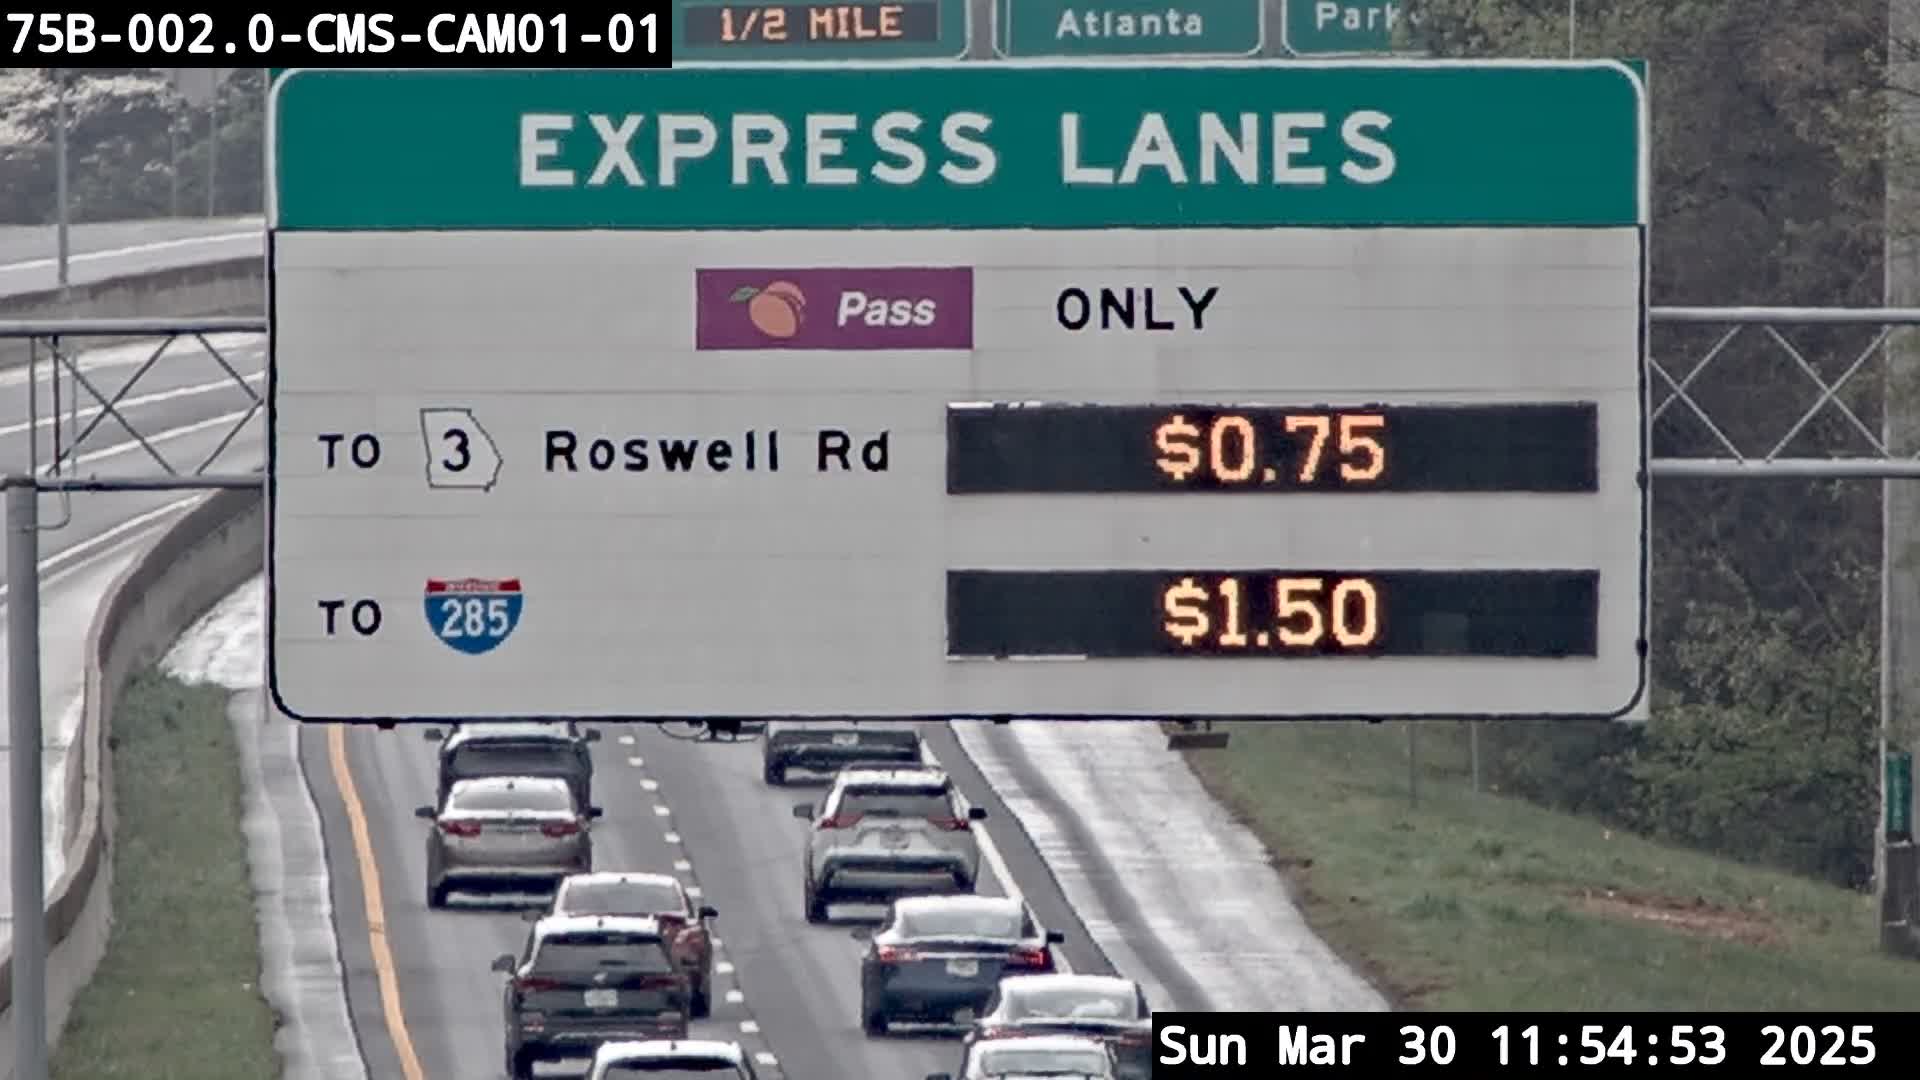 75B-002.0-CMS-CAM01-01
1/2 MILE
Atlanta
EXPRESS LANES
Pass ONLY
TO 3 Roswell Rd $0.75
TO 285 $1.50
Sun Mar 30 11:54:53 2025